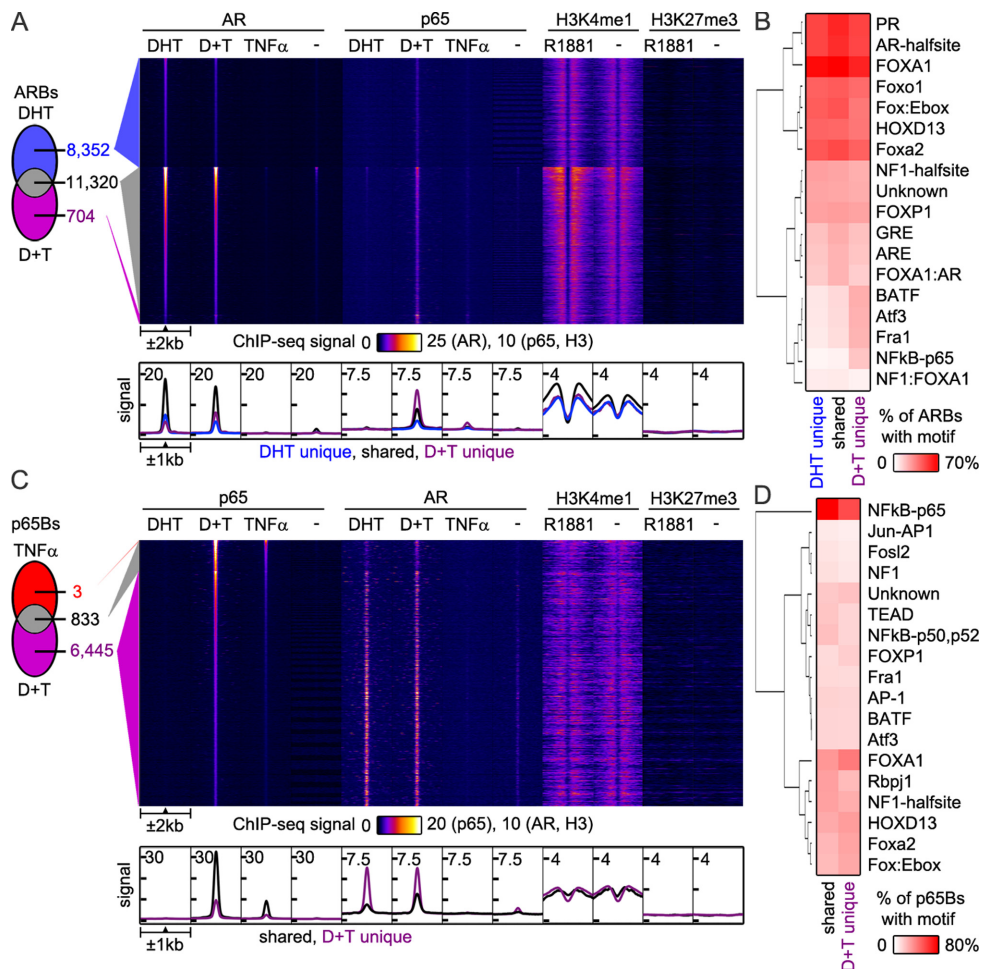 A
AR
p65
H3K4me1
H3K27me3
DHT
D+T
TNFα
-
DHT
D+T
TNFα
-
R1881
-
R1881
-
ARBs
DHT
8,352
11,320
704
D+T
±2kb
ChIP-seq signal 0 25 (AR), 10 (p65, H3)
signal
20
20
20
20
7.5
7.5
7.5
7.5
4
4
4
4
±1kb
DHT unique, shared, D+T unique
B
PR
AR-halfsite
FOXA1
Foxo1
Fox:Ebox
HOXD13
Foxa2
NF1-halfsite
Unknown
FOXP1
GRE
ARE
FOXA1:AR
BATF
Atf3
Fra1
NFkB-p65
NF1:FOXA1
DHT unique
shared
D+T unique
% of ARBs
with motif
0 70%
C
p65
AR
H3K4me1
H3K27me3
DHT
D+T
TNFα
-
DHT
D+T
TNFα
-
R1881
-
R1881
-
p65Bs
TNFα
3
833
6,445
D+T
±2kb
ChIP-seq signal 0 20 (p65), 10 (AR, H3)
signal
30
30
30
30
7.5
7.5
7.5
7.5
4
4
4
4
±1kb
shared, D+T unique
D
NFkB-p65
Jun-AP1
Fosl2
NF1
Unknown
TEAD
NFkB-p50,p52
FOXP1
Fra1
AP-1
BATF
Atf3
FOXA1
Rbpj1
NF1-halfsite
HOXD13
Foxa2
Fox:Ebox
shared
D+T unique
% of p65Bs
with motif
0 80%